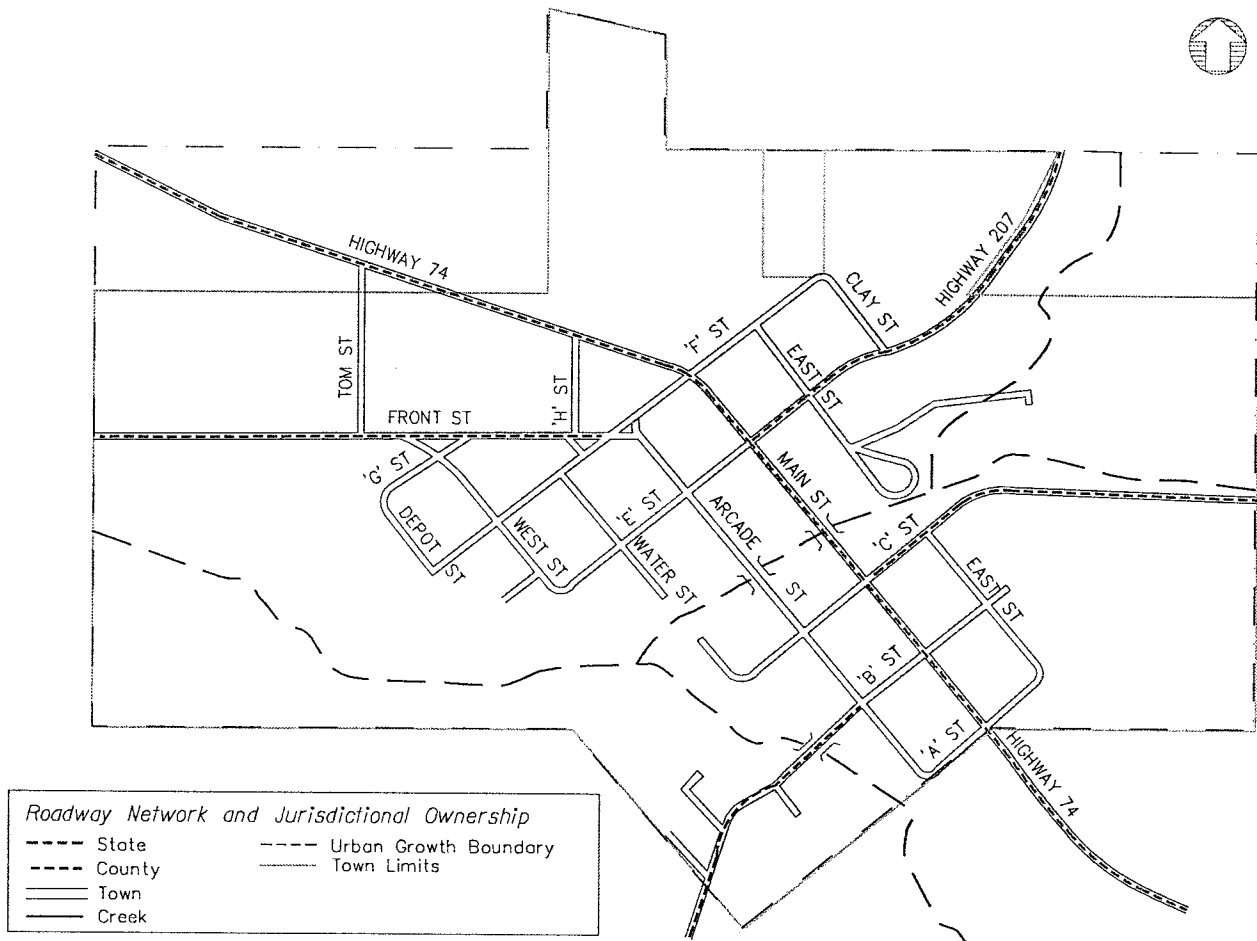 HIGHWAY 74
HIGHWAY 207
CLAY ST
'F' ST
EAST ST
TOM ST
'H' ST
FRONT ST
MAIN ST
'G' ST
'E' ST
ARCADE ST
'C' ST
DEPOT ST
WEST ST
WATER ST
EAST ST
'B' ST
'A' ST
HIGHWAY 74
Roadway Network and Jurisdictional Ownership
State
County
Town
Creek
Urban Growth Boundary
Town Limits